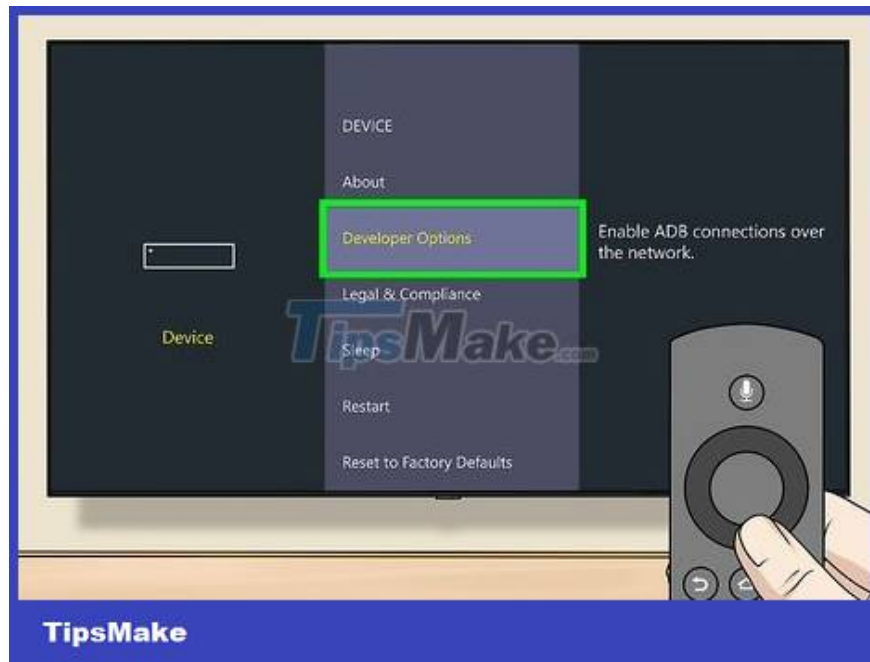 DEVICE
About
Developer Options
Enable ADB connections over
the network.
Legal & Compliance
Device
TipsMake.com
Sleep
Restart
Reset to Factory Defaults
TipsMake